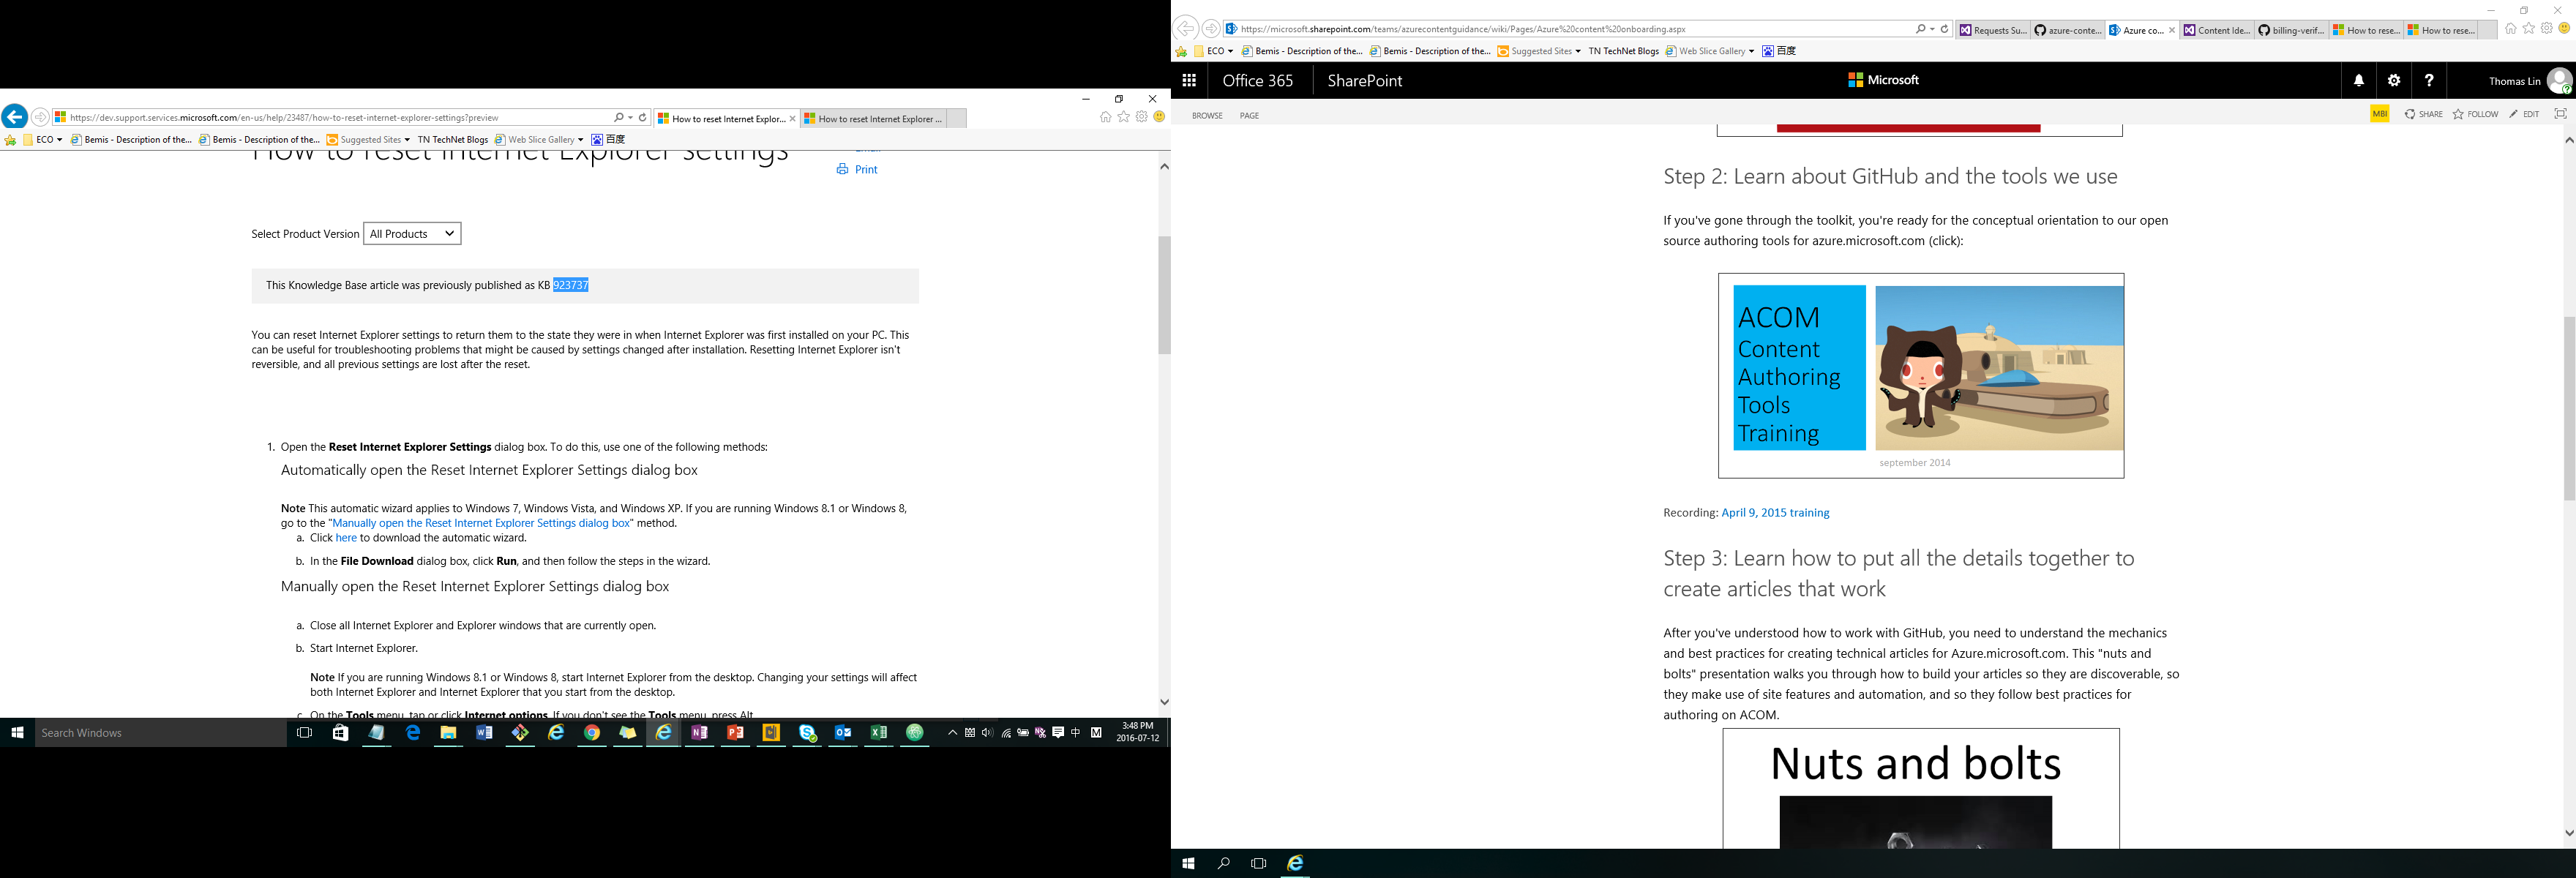 https://dev.support.services.microsoft.com/en-us/help/23487/how-to-reset-internet-explorer-settings?preview
How to reset Internet Explor...
How to reset Internet Explorer ...
ECO
Bemis - Description of the...
Bemis - Description of the...
Suggested Sites
TN TechNet Blogs
Web Slice Gallery
百度
How to reset Internet Explorer settings
Print
Select Product Version
All Products
This Knowledge Base article was previously published as KB 923737
You can reset Internet Explorer settings to return them to the state they were in when Internet Explorer was first installed on your PC. This
can be useful for troubleshooting problems that might be caused by settings changed after installation. Resetting Internet Explorer isn't
reversible, and all previous settings are lost after the reset.
1. Open the Reset Internet Explorer Settings dialog box. To do this, use one of the following methods:
Automatically open the Reset Internet Explorer Settings dialog box
Note This automatic wizard applies to Windows 7, Windows Vista, and Windows XP. If you are running Windows 8.1 or Windows 8,
go to the "Manually open the Reset Internet Explorer Settings dialog box" method.
a. Click here to download the automatic wizard.
b. In the File Download dialog box, click Run, and then follow the steps in the wizard.
Manually open the Reset Internet Explorer Settings dialog box
a. Close all Internet Explorer and Explorer windows that are currently open.
b. Start Internet Explorer.
Note If you are running Windows 8.1 or Windows 8, start Internet Explorer from the desktop. Changing your settings will affect
both Internet Explorer and Internet Explorer that you start from the desktop.
c. On the Tools menu, tap or click Internet options. If you don't see the Tools menu, press Alt.
Search Windows
中
M
3:48 PM
2016-07-12
https://microsoft.sharepoint.com/teams/azurecontentguidance/wiki/Pages/Azure%20content%20onboarding.aspx
Requests Su...
azure-conte...
Azure co...
Content Ide...
billing-verif...
How to rese...
How to rese...
ECO
Bemis - Description of the...
Bemis - Description of the...
Suggested Sites
TN TechNet Blogs
Web Slice Gallery
百度
Office 365
SharePoint
Microsoft
Thomas Lin
BROWSE
PAGE
MBI
SHARE
FOLLOW
EDIT
Step 2: Learn about GitHub and the tools we use
If you've gone through the toolkit, you're ready for the conceptual orientation to our open
source authoring tools for azure.microsoft.com (click):
ACOM
Content
Authoring
Tools
Training
september 2014
Recording: April 9, 2015 training
Step 3: Learn how to put all the details together to
create articles that work
After you've understood how to work with GitHub, you need to understand the mechanics
and best practices for creating technical articles for Azure.microsoft.com. This "nuts and
bolts" presentation walks you through how to build your articles so they are discoverable, so
they make use of site features and automation, and so they follow best practices for
authoring on ACOM.
Nuts and bolts